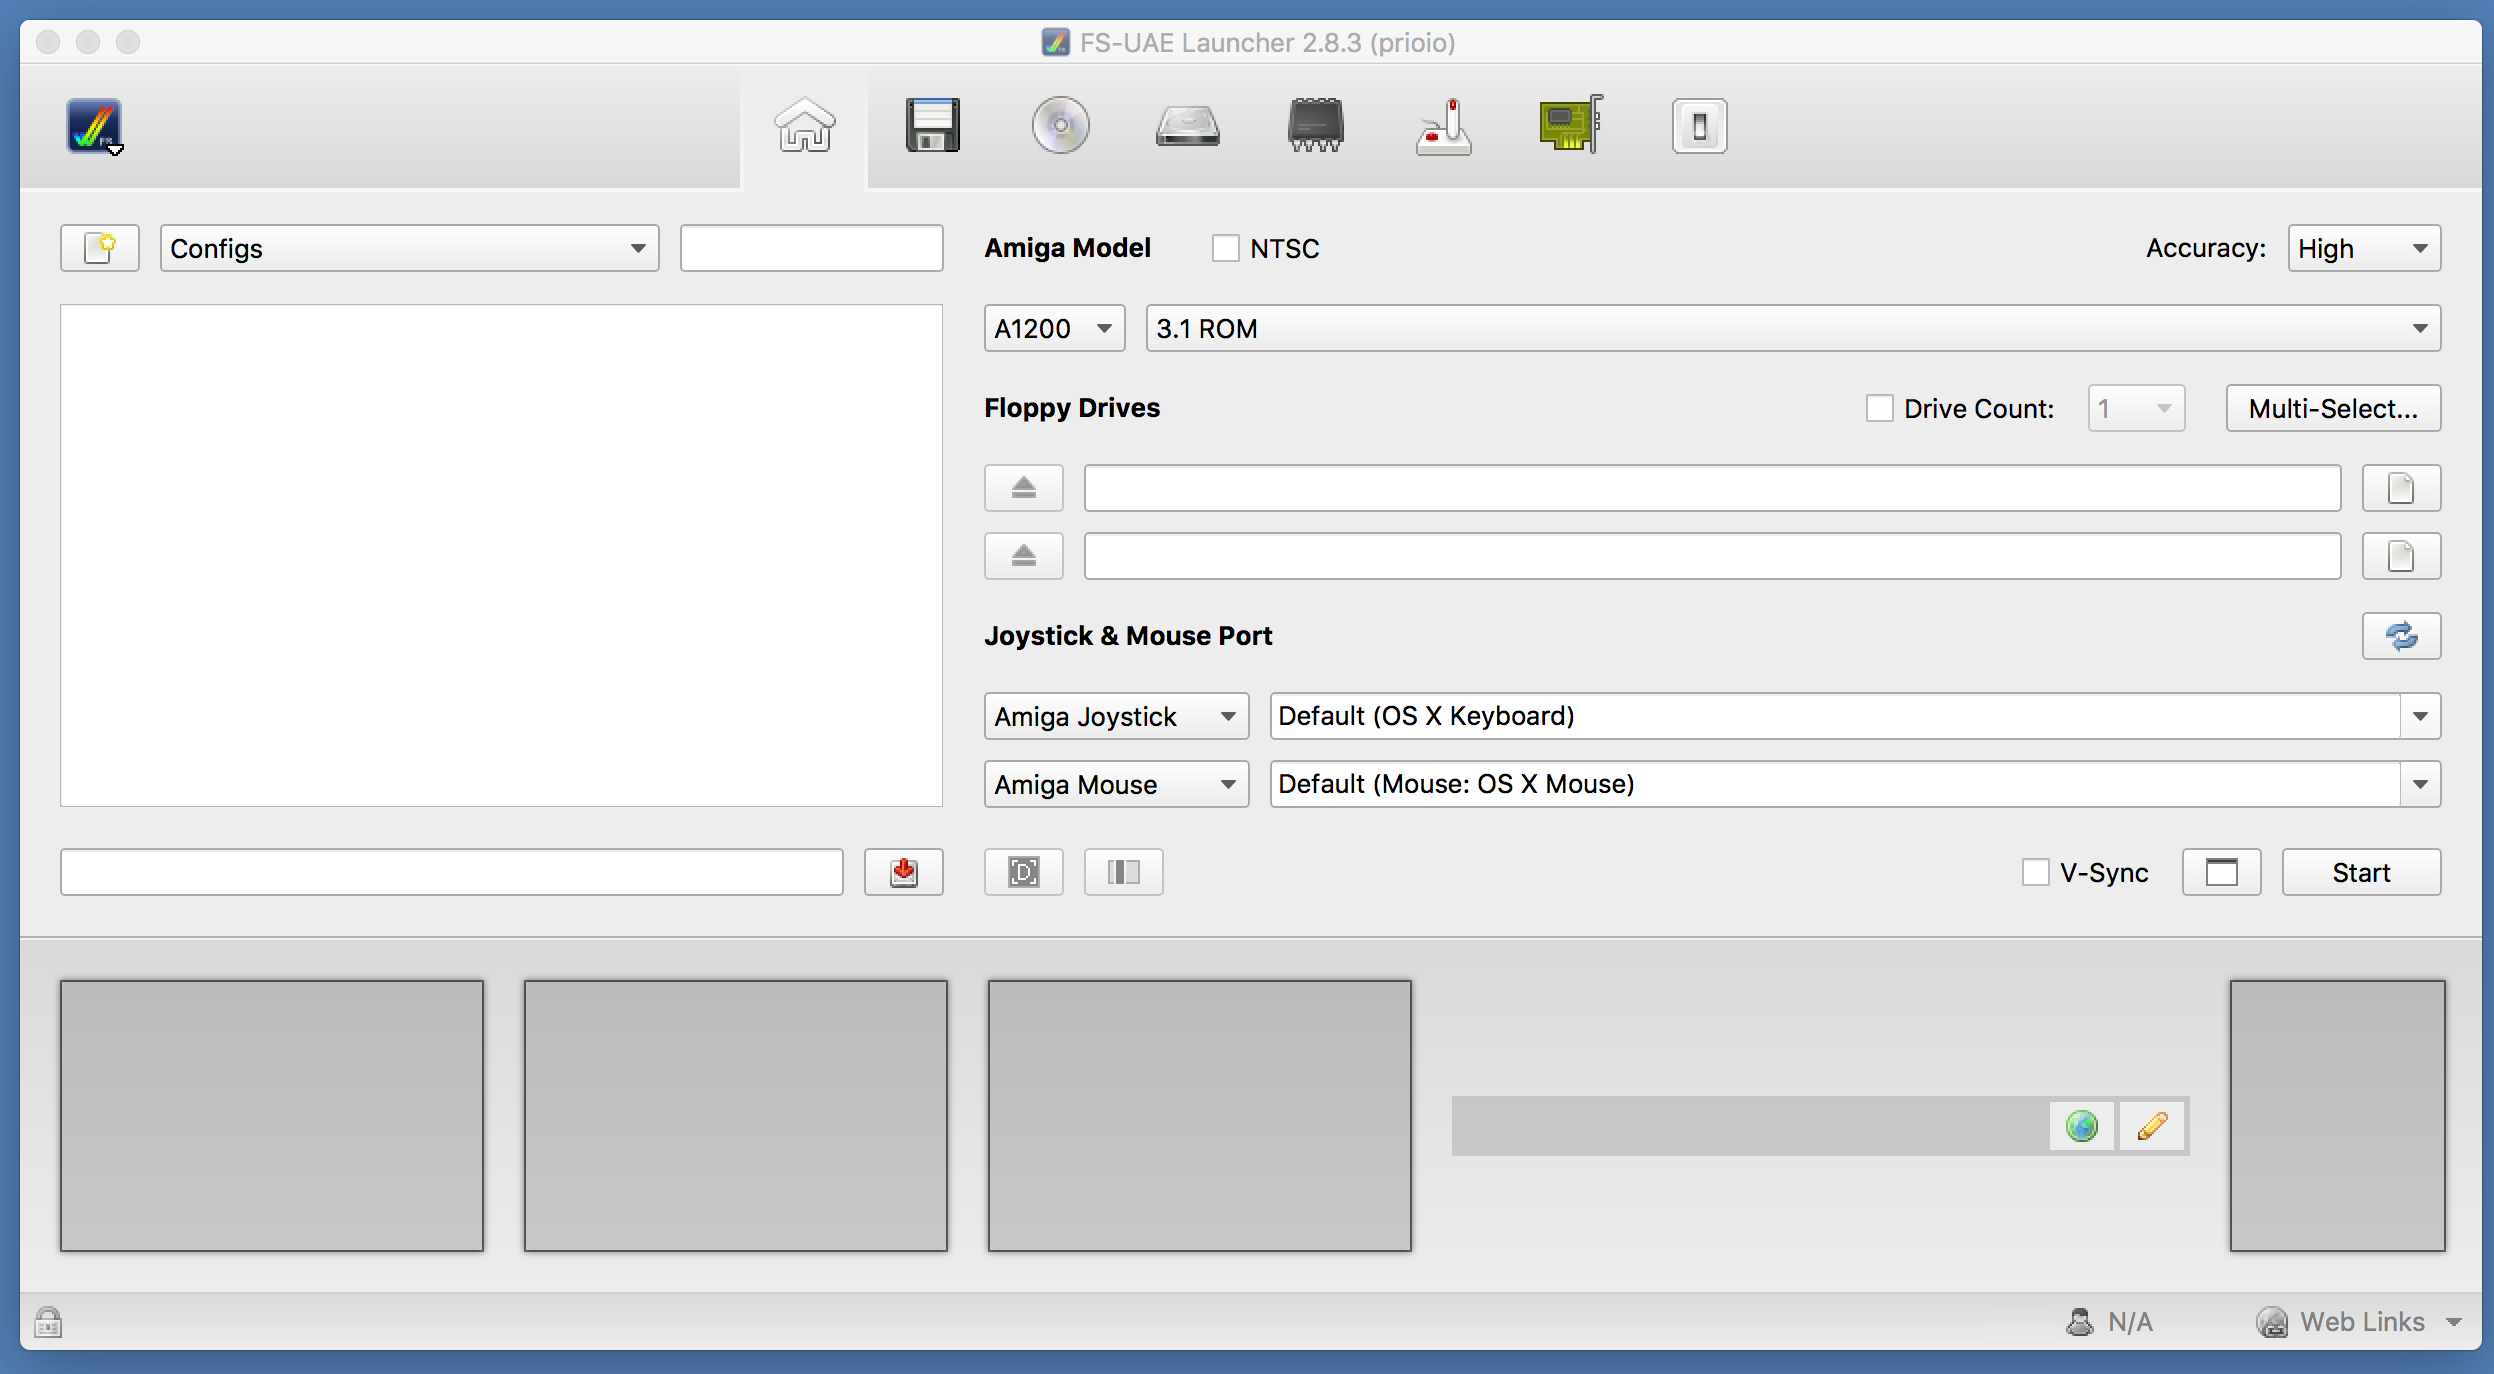 FS-UAE Launcher 2.8.3 (prioio)
Configs
Amiga Model
NTSC
Accuracy:
High
A1200
3.1 ROM
Floppy Drives
Drive Count:
1
Multi-Select...
Joystick & Mouse Port
Amiga Joystick
Default (OS X Keyboard)
Amiga Mouse
Default (Mouse: OS X Mouse)
D
V-Sync
Start
N/A
Web Links